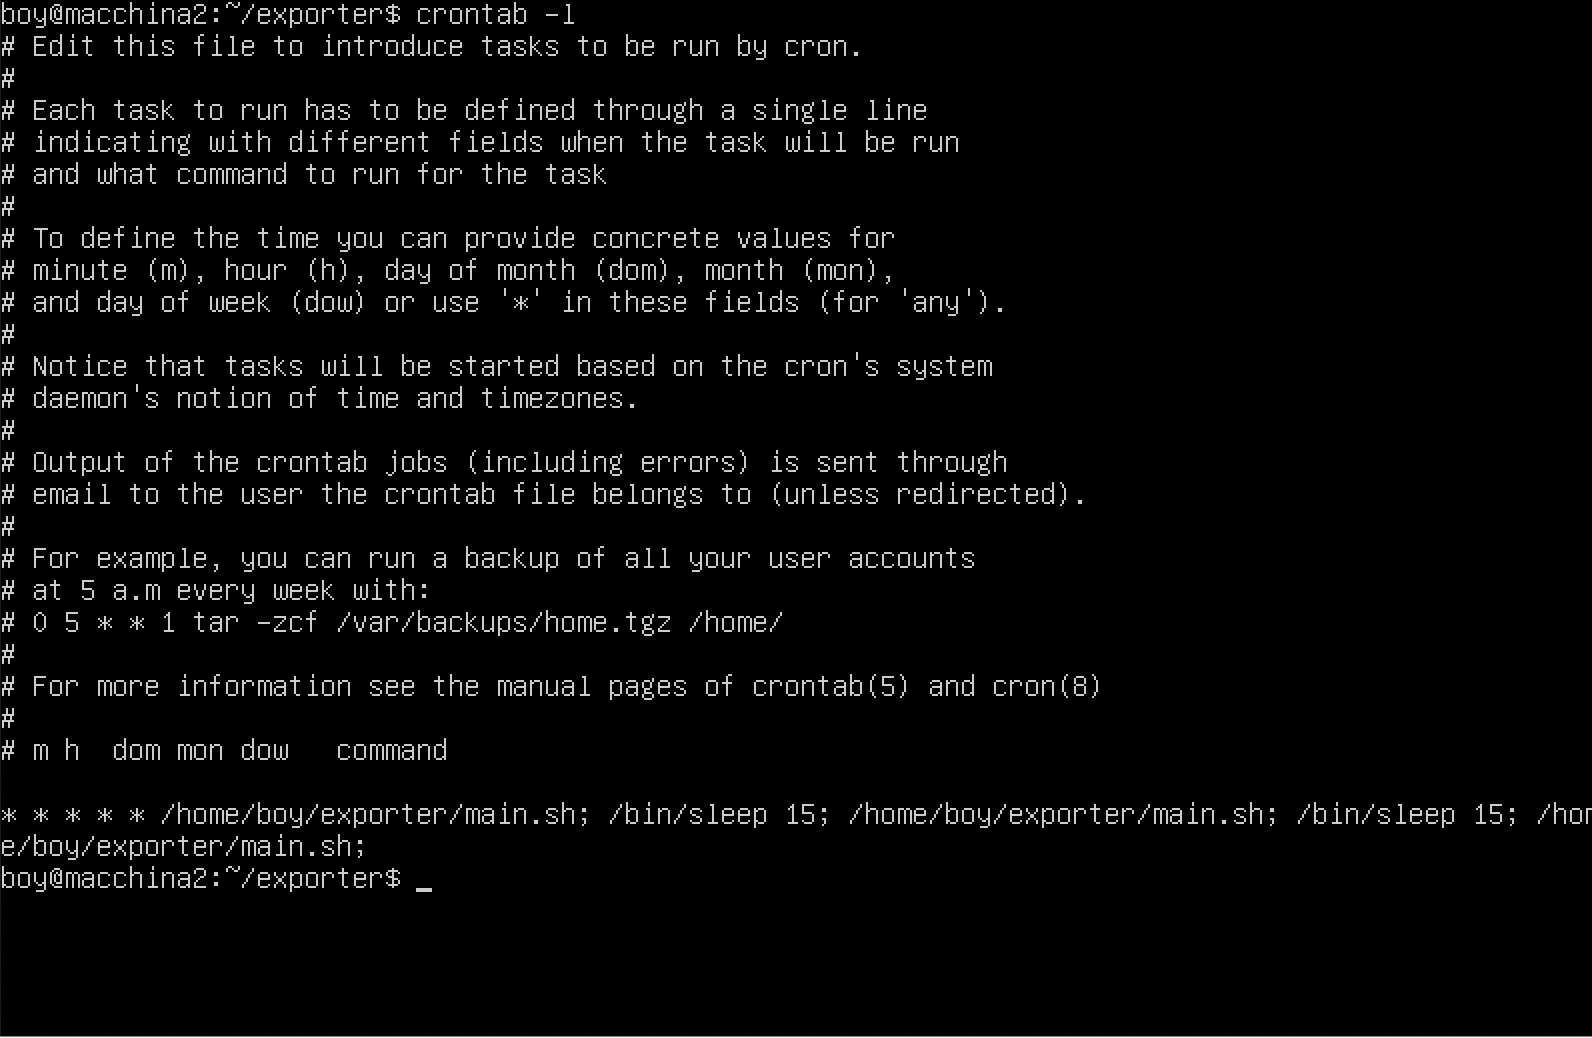 boy@macchina2:~/exporter$ crontab -l
# Edit this file to introduce tasks to be run by cron.
#
# Each task to run has to be defined through a single line
# indicating with different fields when the task will be run
# and what command to run for the task
#
# To define the time you can provide concrete values for
# minute (m), hour (h), day of month (dom), month (mon),
# and day of week (dow) or use '*' in these fields (for 'any').
#
# Notice that tasks will be started based on the cron's system
# daemon's notion of time and timezones.
#
# Output of the crontab jobs (including errors) is sent through
# email to the user the crontab file belongs to (unless redirected).
#
# For example, you can run a backup of all your user accounts
# at 5 a.m every week with:
# 0 5 * * 1 tar -zcf /var/backups/home.tgz /home/
#
# For more information see the manual pages of crontab(5) and cron(8)
#
# m h  dom mon dow   command

* * * * * /home/boy/exporter/main.sh; /bin/sleep 15; /home/boy/exporter/main.sh; /bin/sleep 15; /hom
e/boy/exporter/main.sh;
boy@macchina2:~/exporter$ _